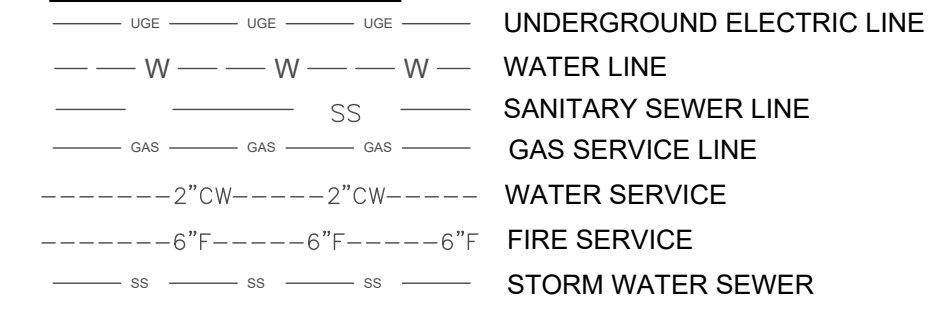 UGE UGE UGE UNDERGROUND ELECTRIC LINE
W W W WATER LINE
SS SANITARY SEWER LINE
GAS GAS GAS GAS SERVICE LINE
-------2"CW-----2"CW----- WATER SERVICE
-------6"F-----6"F-----6"F FIRE SERVICE
SS SS SS STORM WATER SEWER